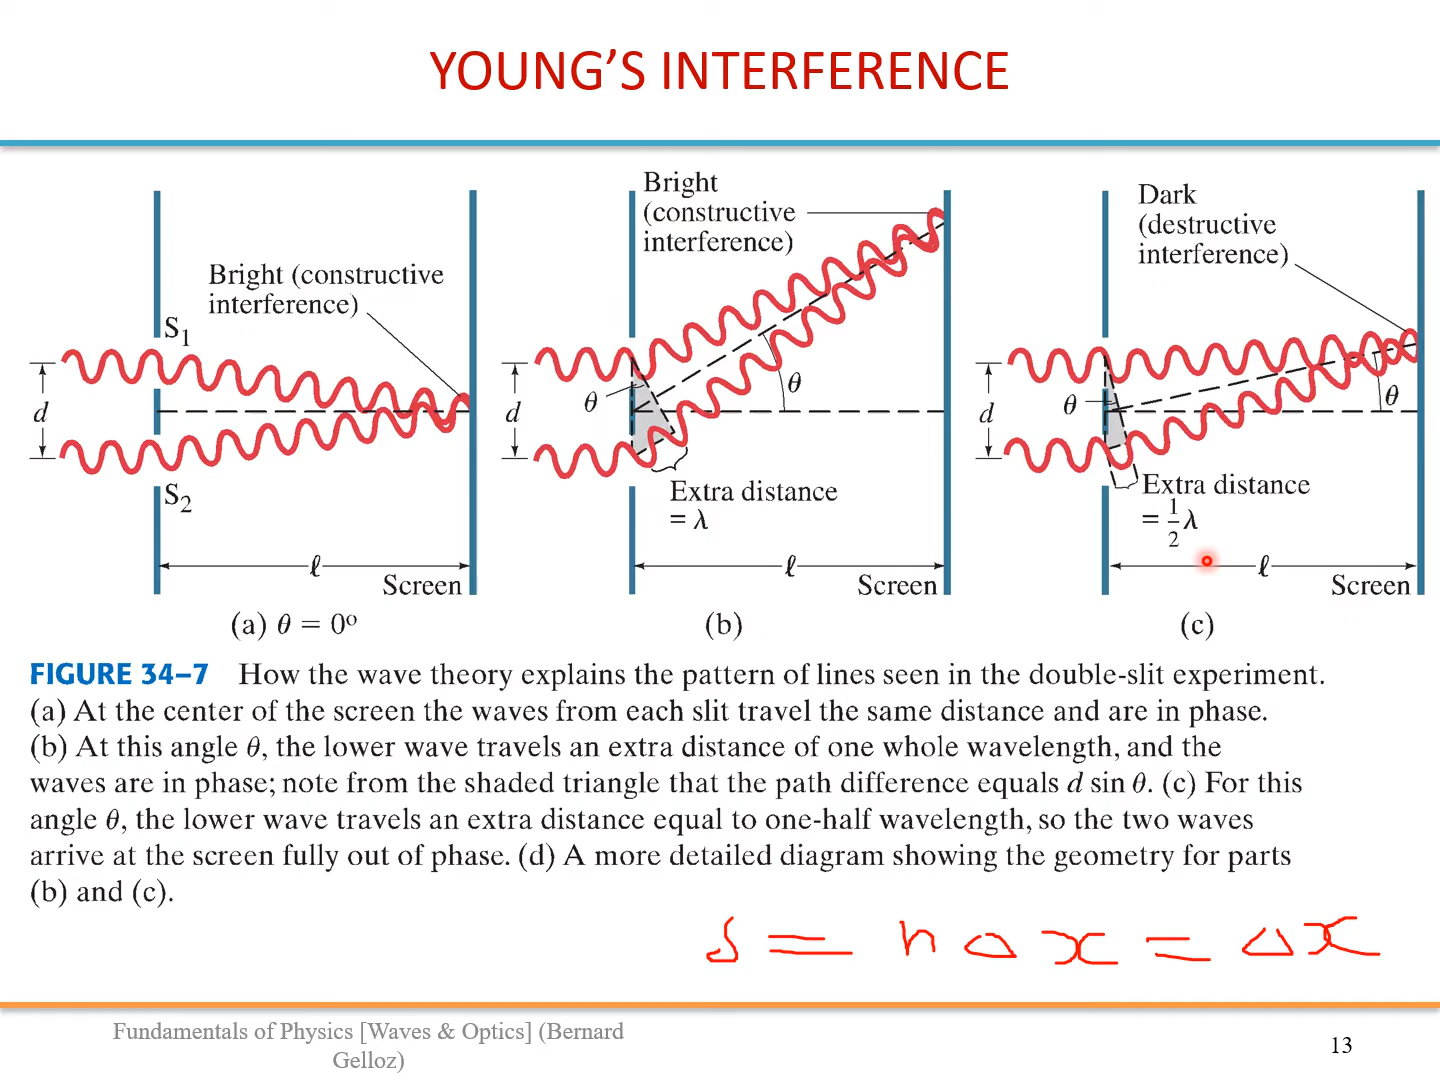 YOUNG’S INTERFERENCE
Bright (constructive
interference)
S1
d
S2
ℓ
Screen
(a) θ = 0º
Bright
(constructive
interference)
θ
θ
d
Extra distance
= λ
ℓ
Screen
(b)
Dark
(destructive
interference)
θ
θ
d
Extra distance
= 1/2 λ
ℓ
Screen
(c)
FIGURE 34–7 How the wave theory explains the pattern of lines seen in the double-slit experiment.
(a) At the center of the screen the waves from each slit travel the same distance and are in phase.
(b) At this angle θ, the lower wave travels an extra distance of one whole wavelength, and the
waves are in phase; note from the shaded triangle that the path difference equals d sin θ. (c) For this
angle θ, the lower wave travels an extra distance equal to one-half wavelength, so the two waves
arrive at the screen fully out of phase. (d) A more detailed diagram showing the geometry for parts
(b) and (c).
δ = n Δ x = Δx
Fundamentals of Physics [Waves & Optics] (Bernard
Gelloz)
13